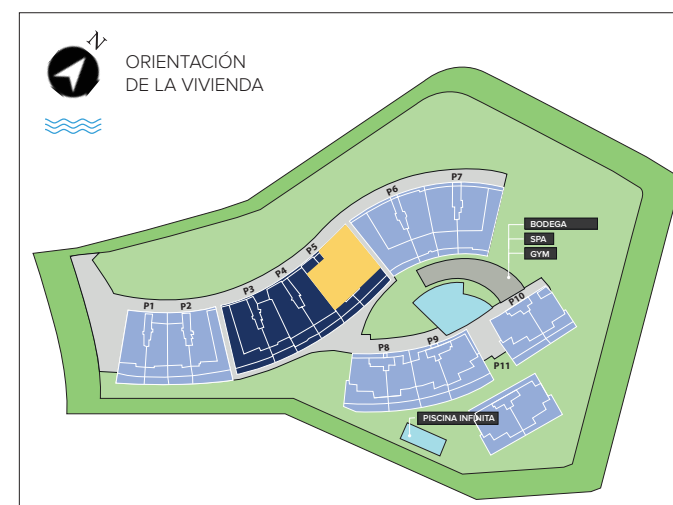 N
ORIENTACIÓN
DE LA VIVIENDA
P7
P6
P5
P4
P3
P2
P1
BODEGA
SPA
GYM
P10
P9
P8
P11
PISCINA INFINITA